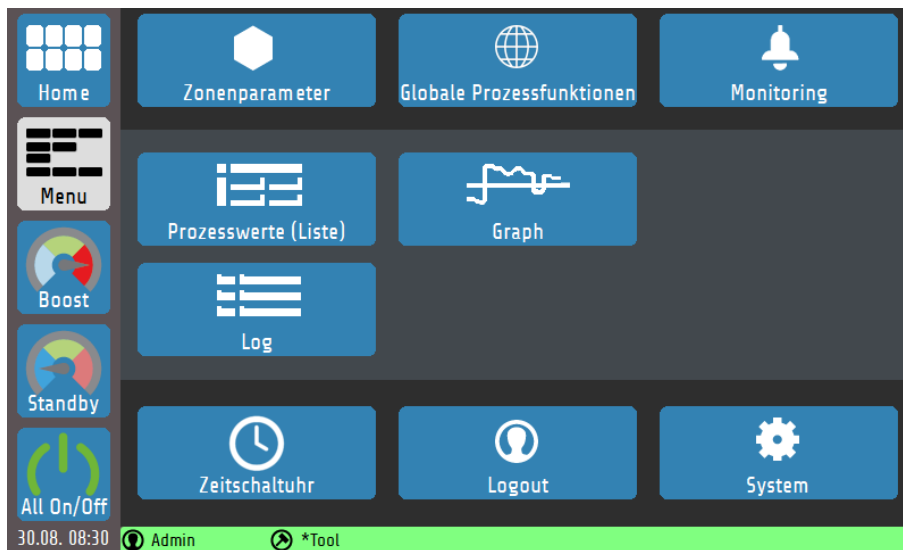 Home
Zonenparameter
Globale Prozessfunktionen
Monitoring
Menu
Prozesswerte (Liste)
Graph
Boost
Log
Standby
Zeitschaltuhr
Logout
System
All On/Off
30.08. 08:30
Admin
*Tool